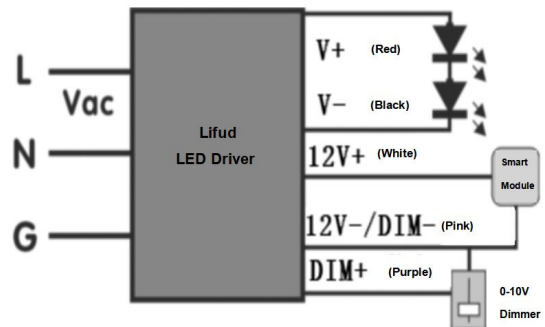 L
Vac
N
G
Lifud
LED Driver
V+ (Red)
V- (Black)
12V+ (White)
12V-/DIM- (Pink)
DIM+ (Purple)
Smart
Module
0-10V
Dimmer